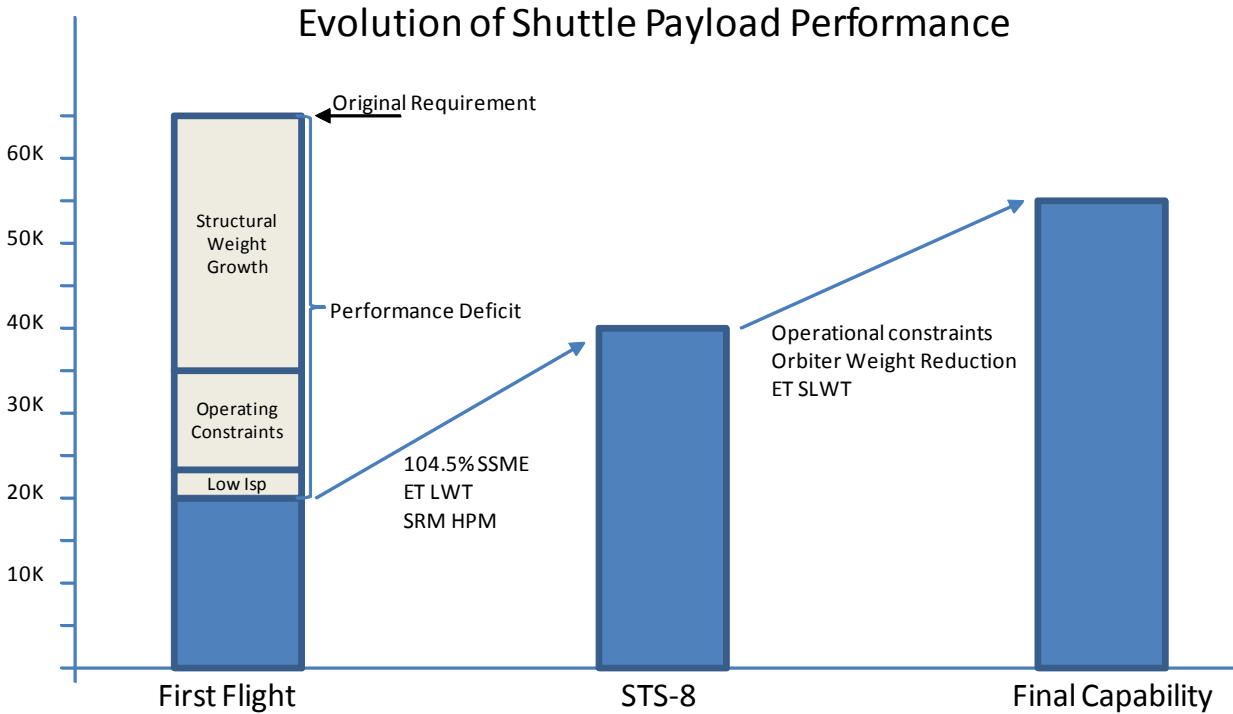 Evolution of Shuttle Payload Performance
Original Requirement
60K
50K
40K
30K
20K
10K
Structural
Weight
Growth
Operating
Constraints
Low Isp
Performance Deficit
104.5% SSME
ET LWT
SRM HPM
Operational constraints
Orbiter Weight Reduction
ET SLWT
First Flight
STS-8
Final Capability